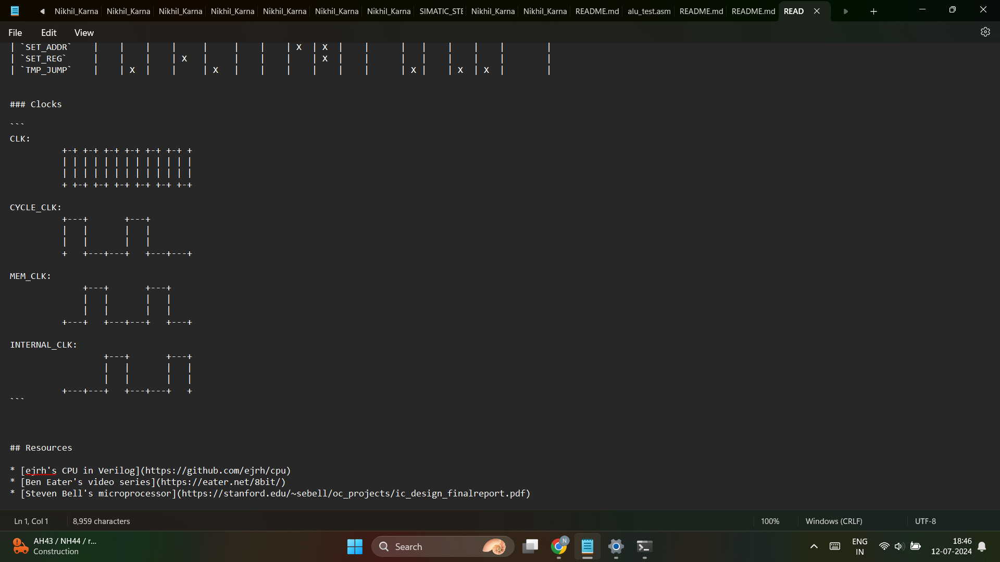 Nikhil_Karna Nikhil_Karna Nikhil_Karna Nikhil_Karna Nikhil_Karna Nikhil_Karna Nikhil_Karna SIMATIC_STE Nikhil_Karna Nikhil_Karna README.md alu_test.asm README.md README.md READ
File Edit View
| `SET_ADDR`    |    |    |    |     |     |    |    | x  | x  |    |      |   |    |    |    |        |
| `SET_REG`     |    |    |    | x   |     |    |    |    | x  |    |      |   |    |    |    |        |
| `TMP_JUMP`    |    | x  |    |     | x   |    |    |    |    |    |      | x |    | x  | x  |        |
### Clocks
```
CLK:
          +-+ +-+ +-+ +-+ +-+ +-+ +
          | | | | | | | | | | | | |
          | | | | | | | | | | | | |
          + +-+ +-+ +-+ +-+ +-+ +-+
CYCLE_CLK:
          +---+       +---+
          |   |       |   |
          |   |       |   |
          +   +---+---+   +---+---+
MEM_CLK:
              +---+       +---+
              |   |       |   |
              |   |       |   |
          +---+   +---+---+   +---+
INTERNAL_CLK:
                  +---+       +---+
                  |   |       |   |
                  |   |       |   |
          +---+---+   +---+---+   +
```
## Resources
* [ejrh's CPU in Verilog](https://github.com/ejrh/cpu)
* [Ben Eater's video series](https://eater.net/8bit/)
* [Steven Bell's microprocessor](https://stanford.edu/~sebell/oc_projects/ic_design_finalreport.pdf)
Ln 1, Col 1 8,959 characters 100% Windows (CRLF) UTF-8
AH43 / NH44 / r...
Construction
Search
N
ENG
IN
18:46
12-07-2024